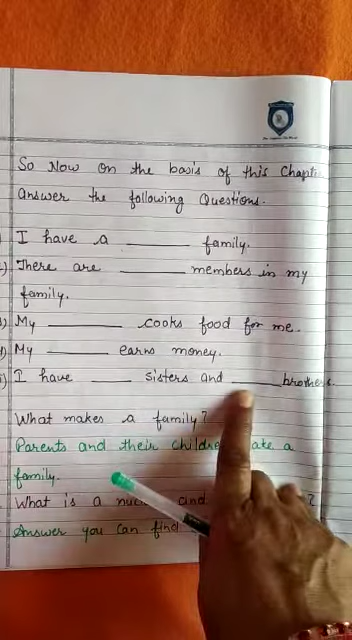 So Now on the basis of this Chapt
answer the following Questions.
I have a ______ family.
There are ______ members in my
family.
My ______ cooks food for me.
My ______ earns money.
I have ____ sisters and ____ brothers.
What makes a family?
Parents and their child ake a
family.
What is a nu and ?
Answer you can find